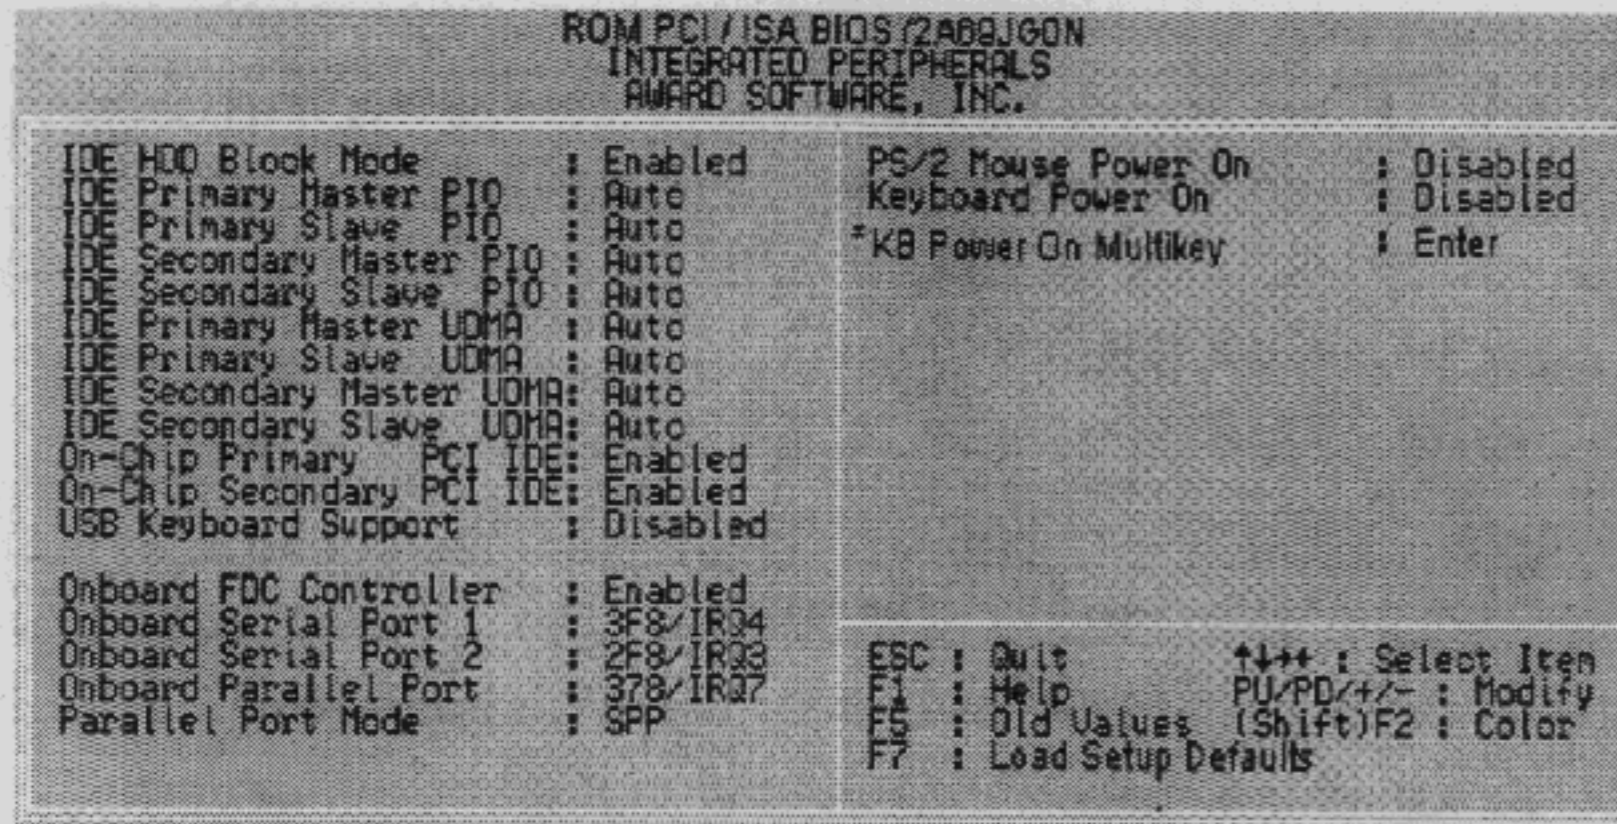 ROM PCI / ISA BIOS (2A69JG0N
INTEGRATED PERIPHERALS
AWARD SOFTWARE, INC.
IDE HDD Block Mode : Enabled
IDE Primary Master PIO : Auto
IDE Primary Slave PIO : Auto
IDE Secondary Master PIO : Auto
IDE Secondary Slave PIO : Auto
IDE Primary Master UDMA : Auto
IDE Primary Slave UDMA : Auto
IDE Secondary Master UDMA: Auto
IDE Secondary Slave UDMA: Auto
On-Chip Primary PCI IDE: Enabled
On-Chip Secondary PCI IDE: Enabled
USB Keyboard Support : Disabled
Onboard FDC Controller : Enabled
Onboard Serial Port 1 : 3F8/IRQ4
Onboard Serial Port 2 : 2F8/IRQ3
Onboard Parallel Port : 378/IRQ7
Parallel Port Mode : SPP
PS/2 Mouse Power On : Disabled
Keyboard Power On : Disabled
*KB Power On Multikey : Enter
ESC : Quit ↑↓→← : Select Item
F1 : Help PU/PD/+/- : Modify
F5 : Old Values (Shift)F2 : Color
F7 : Load Setup Defaults